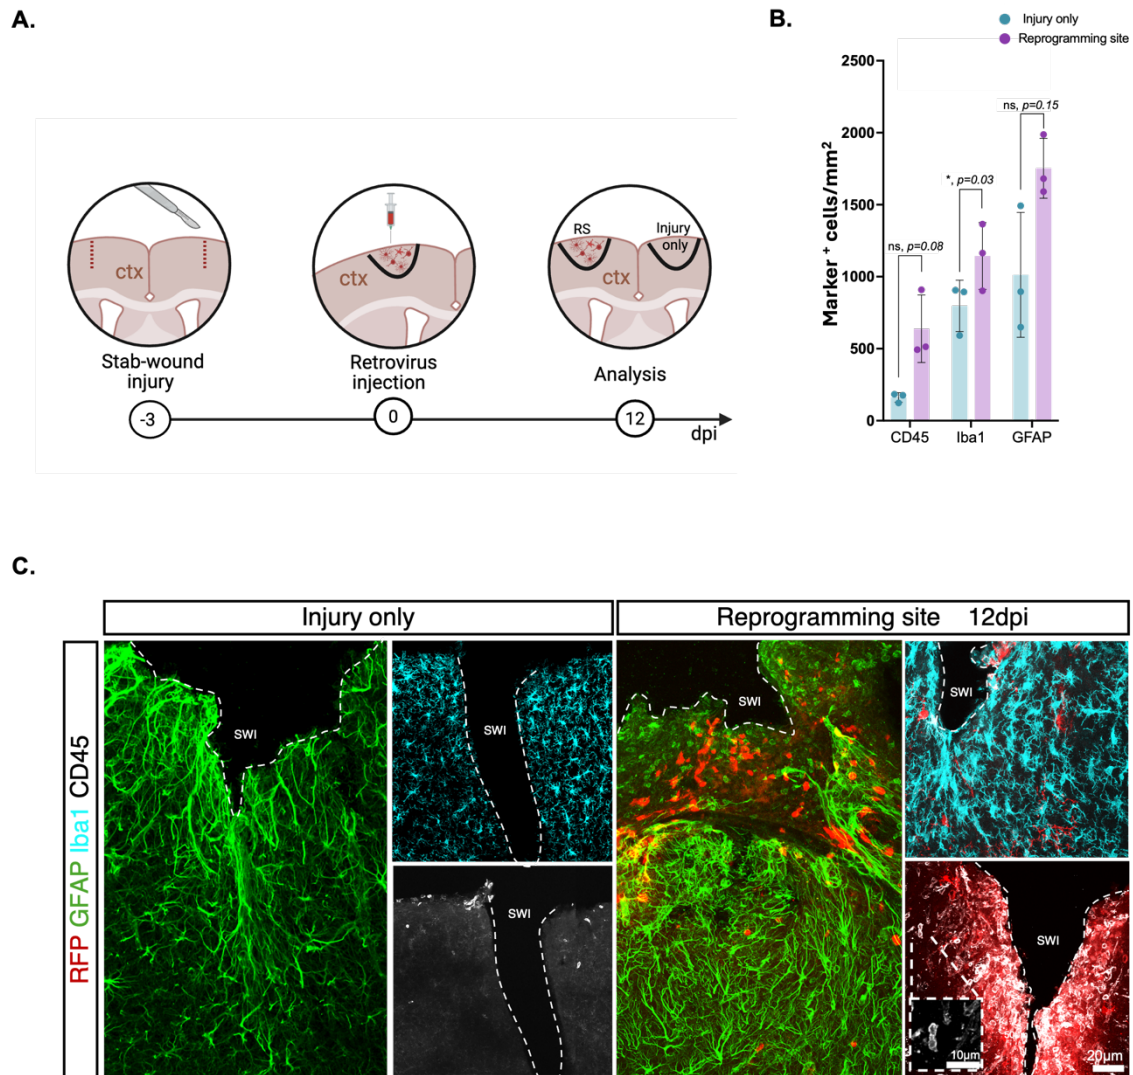 A.
ctx
Stab-wound
injury
-3
ctx
Retrovirus
injection
0
RS
Injury
only
ctx
Analysis
12
dpi
B.
Injury only
Reprogramming site
Marker + cells/mm2
2500
2000
1500
1000
500
0
ns, p=0.08
*, p=0.03
ns, p=0.15
CD45
Iba1
GFAP
C.
Injury only
Reprogramming site 12dpi
RFP GFAP Iba1 CD45
SWI
SWI
SWI
SWI
SWI
SWI
10μm
20μm